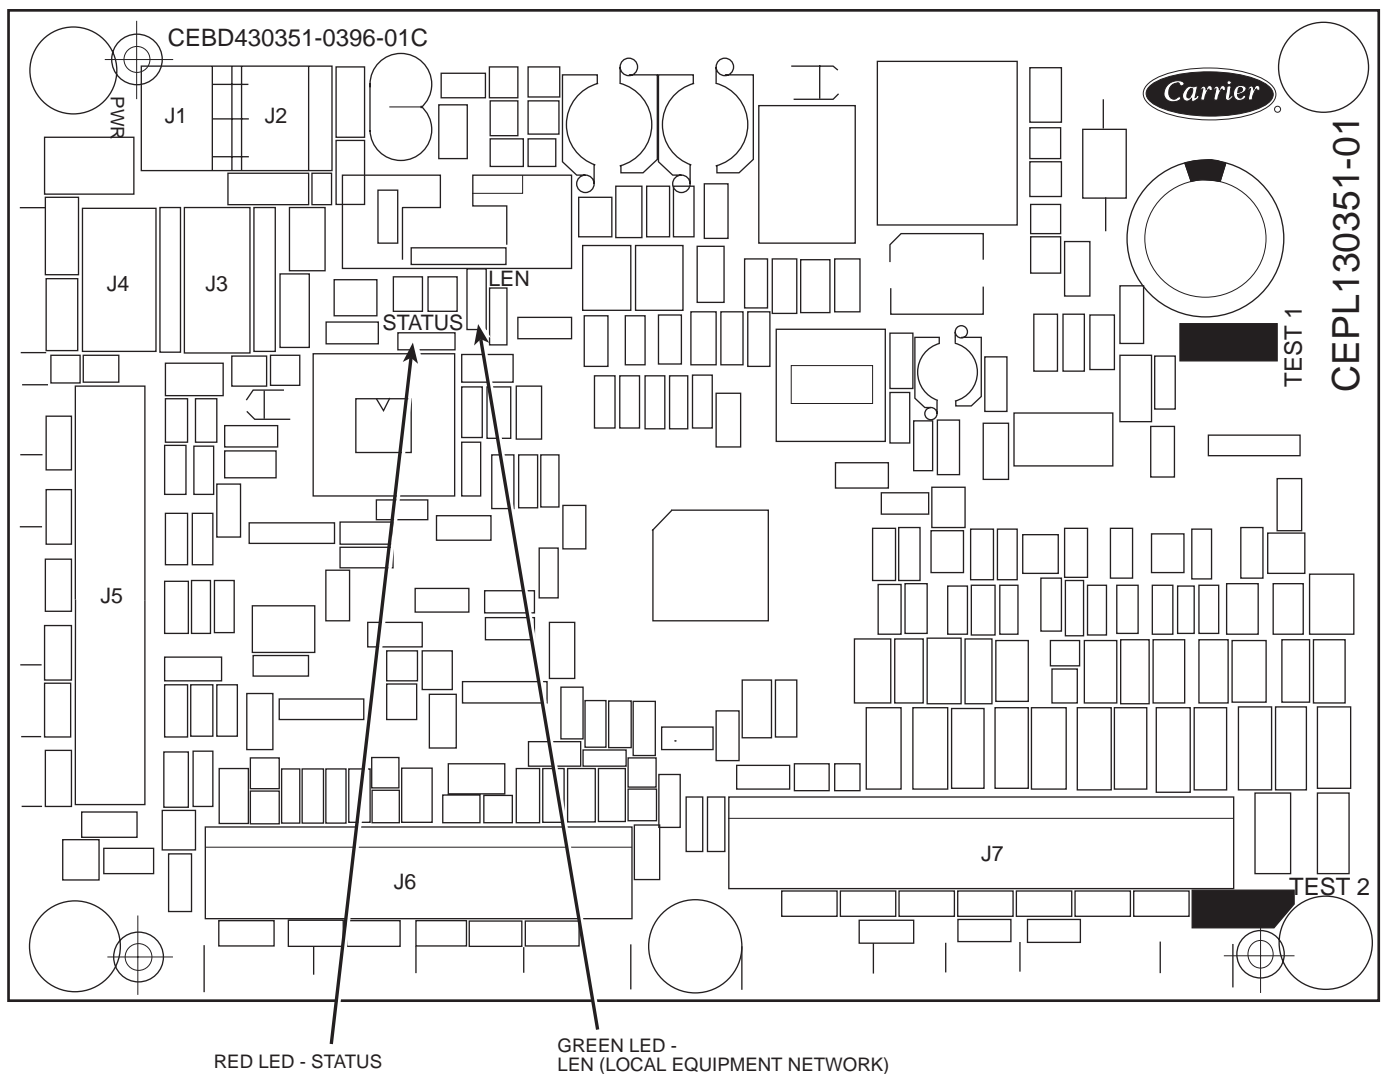 CEBD430351-0396-01C
Carrier
PWR
J1
J2
CEPL130351-01
J4
J3
LEN
STATUS
TEST 1
J5
J6
J7
TEST 2
RED LED - STATUS
GREEN LED -
LEN (LOCAL EQUIPMENT NETWORK)